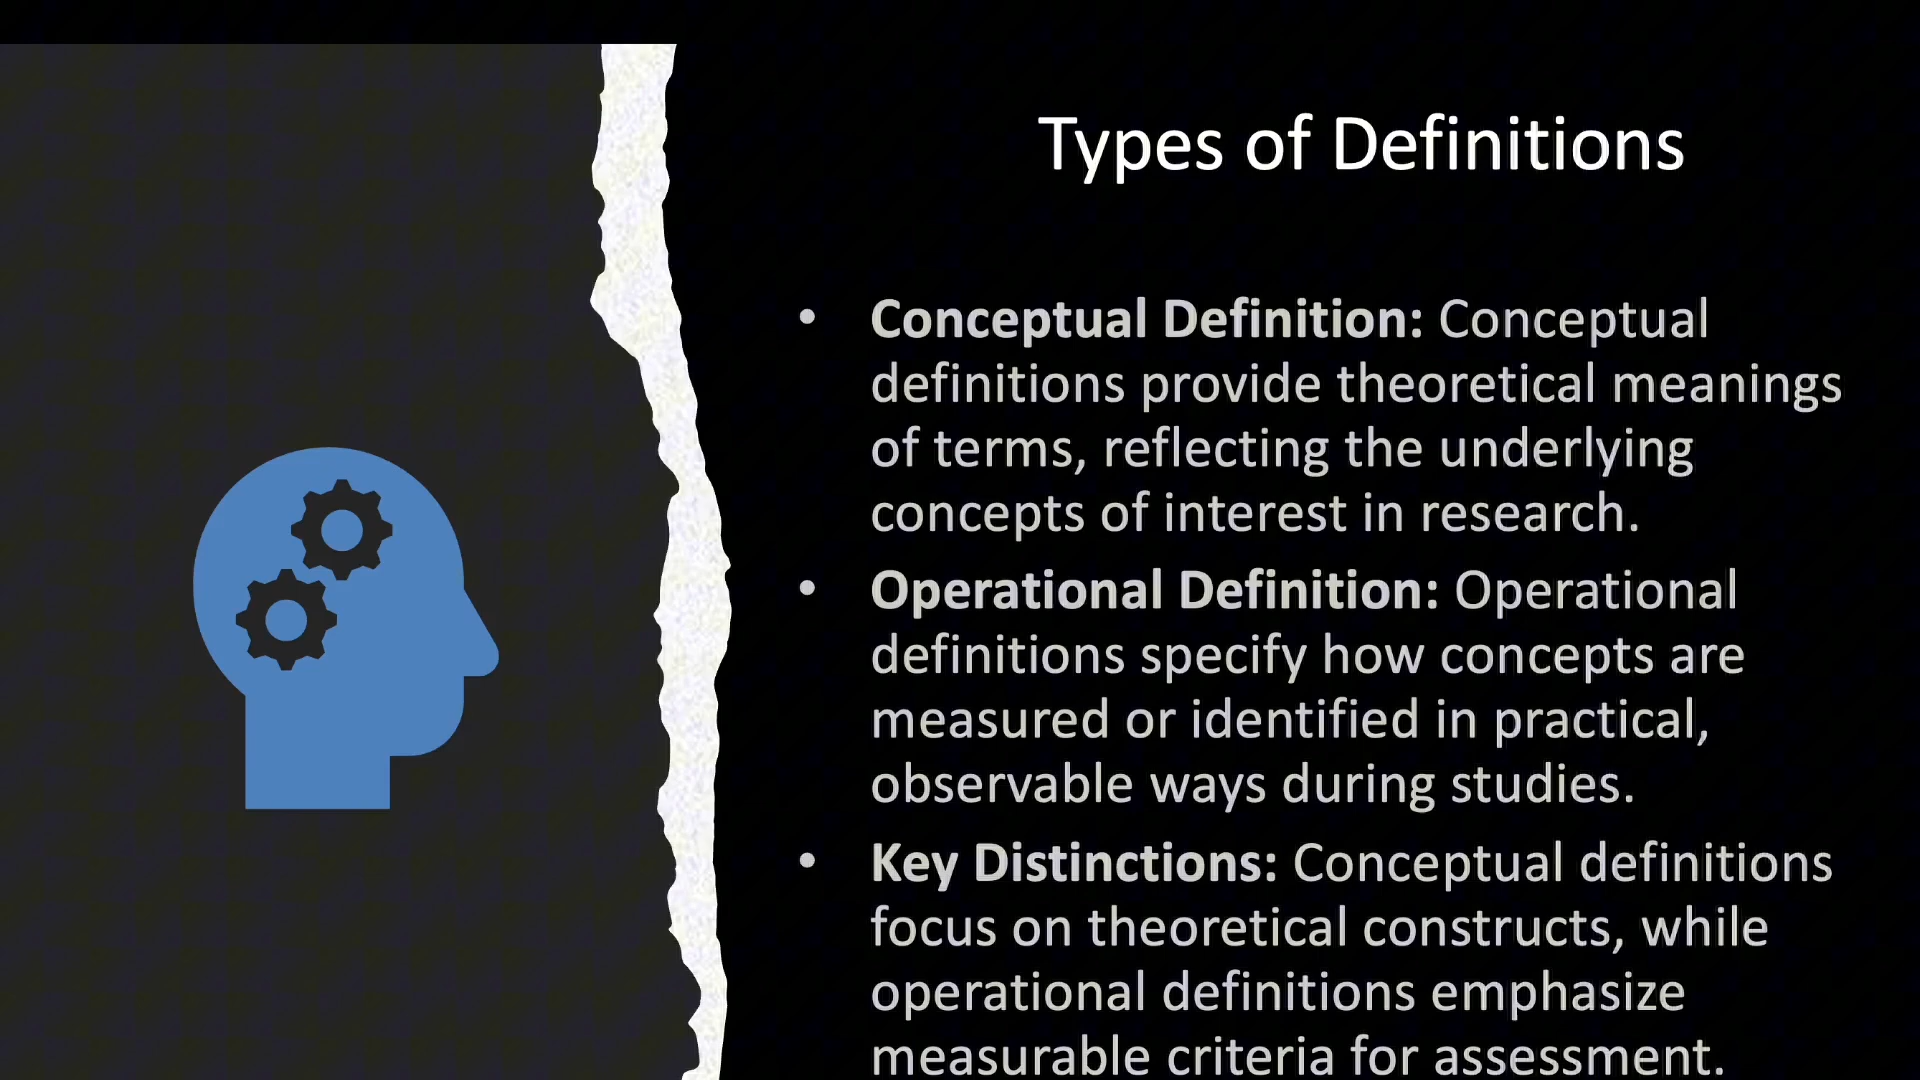 Types of Definitions
• Conceptual Definition: Conceptual
definitions provide theoretical meanings
of terms, reflecting the underlying
concepts of interest in research.
• Operational Definition: Operational
definitions specify how concepts are
measured or identified in practical,
observable ways during studies.
• Key Distinctions: Conceptual definitions
focus on theoretical constructs, while
operational definitions emphasize
measurable criteria for assessment.